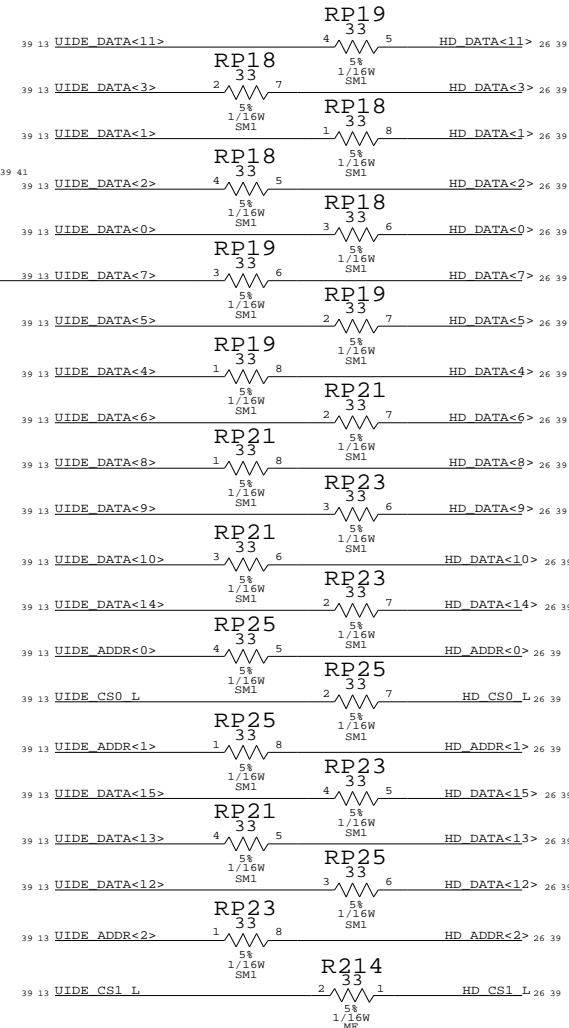 RP19
33
39 13 UIDE_DATA<11> 4 5 HD_DATA<11> 26 39
5%
1/16W
SM1
RP18
33
39 13 UIDE_DATA<3> 2 7 HD_DATA<3> 26 39
5%
1/16W
SM1
RP18
33
39 13 UIDE_DATA<1> 1 8 HD_DATA<1> 26 39
5%
1/16W
SM1
RP18
33
39 41
39 13 UIDE_DATA<2> 4 5 HD_DATA<2> 26 39
5%
1/16W
SM1
RP18
33
39 13 UIDE_DATA<0> 3 6 HD_DATA<0> 26 39
5%
1/16W
SM1
RP19
33
39 13 UIDE_DATA<7> 3 6 HD_DATA<7> 26 39
5%
1/16W
SM1
RP19
33
39 13 UIDE_DATA<5> 2 7 HD_DATA<5> 26 39
5%
1/16W
SM1
RP19
33
39 13 UIDE_DATA<4> 1 8 HD_DATA<4> 26 39
5%
1/16W
SM1
RP21
33
39 13 UIDE_DATA<6> 2 7 HD_DATA<6> 26 39
5%
1/16W
SM1
RP21
33
39 13 UIDE_DATA<8> 1 8 HD_DATA<8> 26 39
5%
1/16W
SM1
RP23
33
39 13 UIDE_DATA<9> 3 6 HD_DATA<9> 26 39
5%
1/16W
SM1
RP21
33
39 13 UIDE_DATA<10> 3 6 HD_DATA<10> 26 39
5%
1/16W
SM1
RP23
33
39 13 UIDE_DATA<14> 2 7 HD_DATA<14> 26 39
5%
1/16W
SM1
RP25
33
39 13 UIDE_ADDR<0> 4 5 HD_ADDR<0> 26 39
5%
1/16W
SM1
RP25
33
39 13 UIDE_CS0_L 2 7 HD_CS0_L 26 39
5%
1/16W
SM1
RP25
33
39 13 UIDE_ADDR<1> 1 8 HD_ADDR<1> 26 39
5%
1/16W
SM1
RP23
33
39 13 UIDE_DATA<15> 4 5 HD_DATA<15> 26 39
5%
1/16W
SM1
RP21
33
39 13 UIDE_DATA<13> 4 5 HD_DATA<13> 26 39
5%
1/16W
SM1
RP25
33
39 13 UIDE_DATA<12> 3 6 HD_DATA<12> 26 39
5%
1/16W
SM1
RP23
33
39 13 UIDE_ADDR<2> 1 8 HD_ADDR<2> 26 39
5%
1/16W
SM1
R214
33
39 13 UIDE_CS1_L 2 1 HD_CS1_L 26 39
5%
1/16W
MF